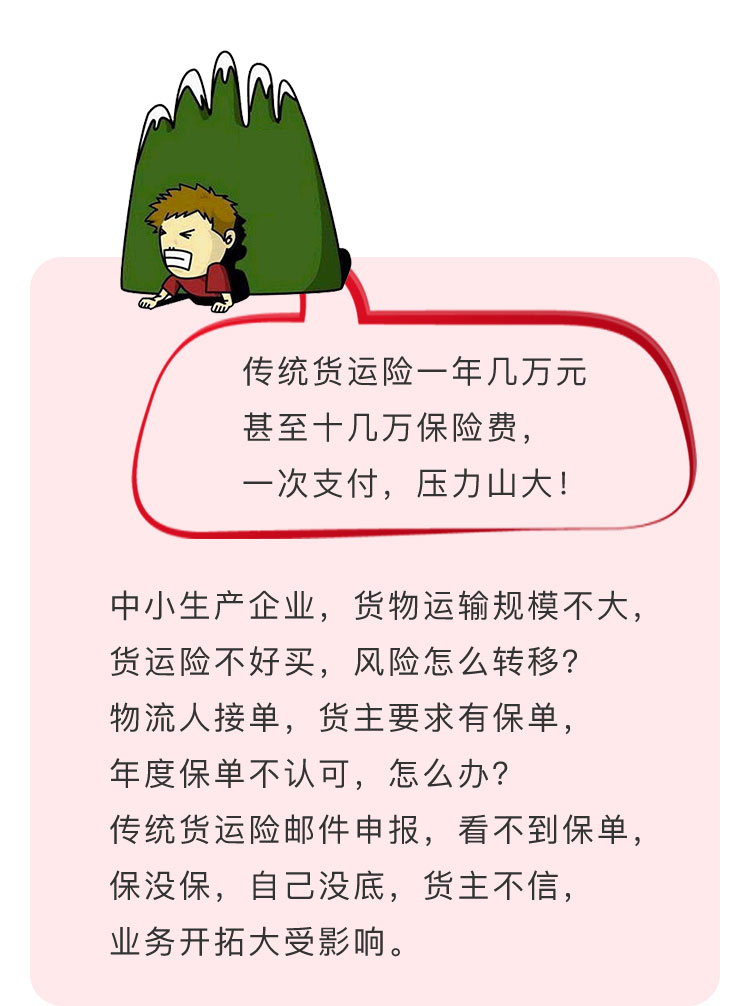 传统货运险一年几万元
甚至十几万保险费，
一次支付，压力山大！
中小生产企业，货物运输规模不大，
货运险不好买，风险怎么转移？
物流人接单，货主要求有保单，
年度保单不认可，怎么办？
传统货运险邮件申报，看不到保单，
保没保，自己没底，货主不信，
业务开拓大受影响。